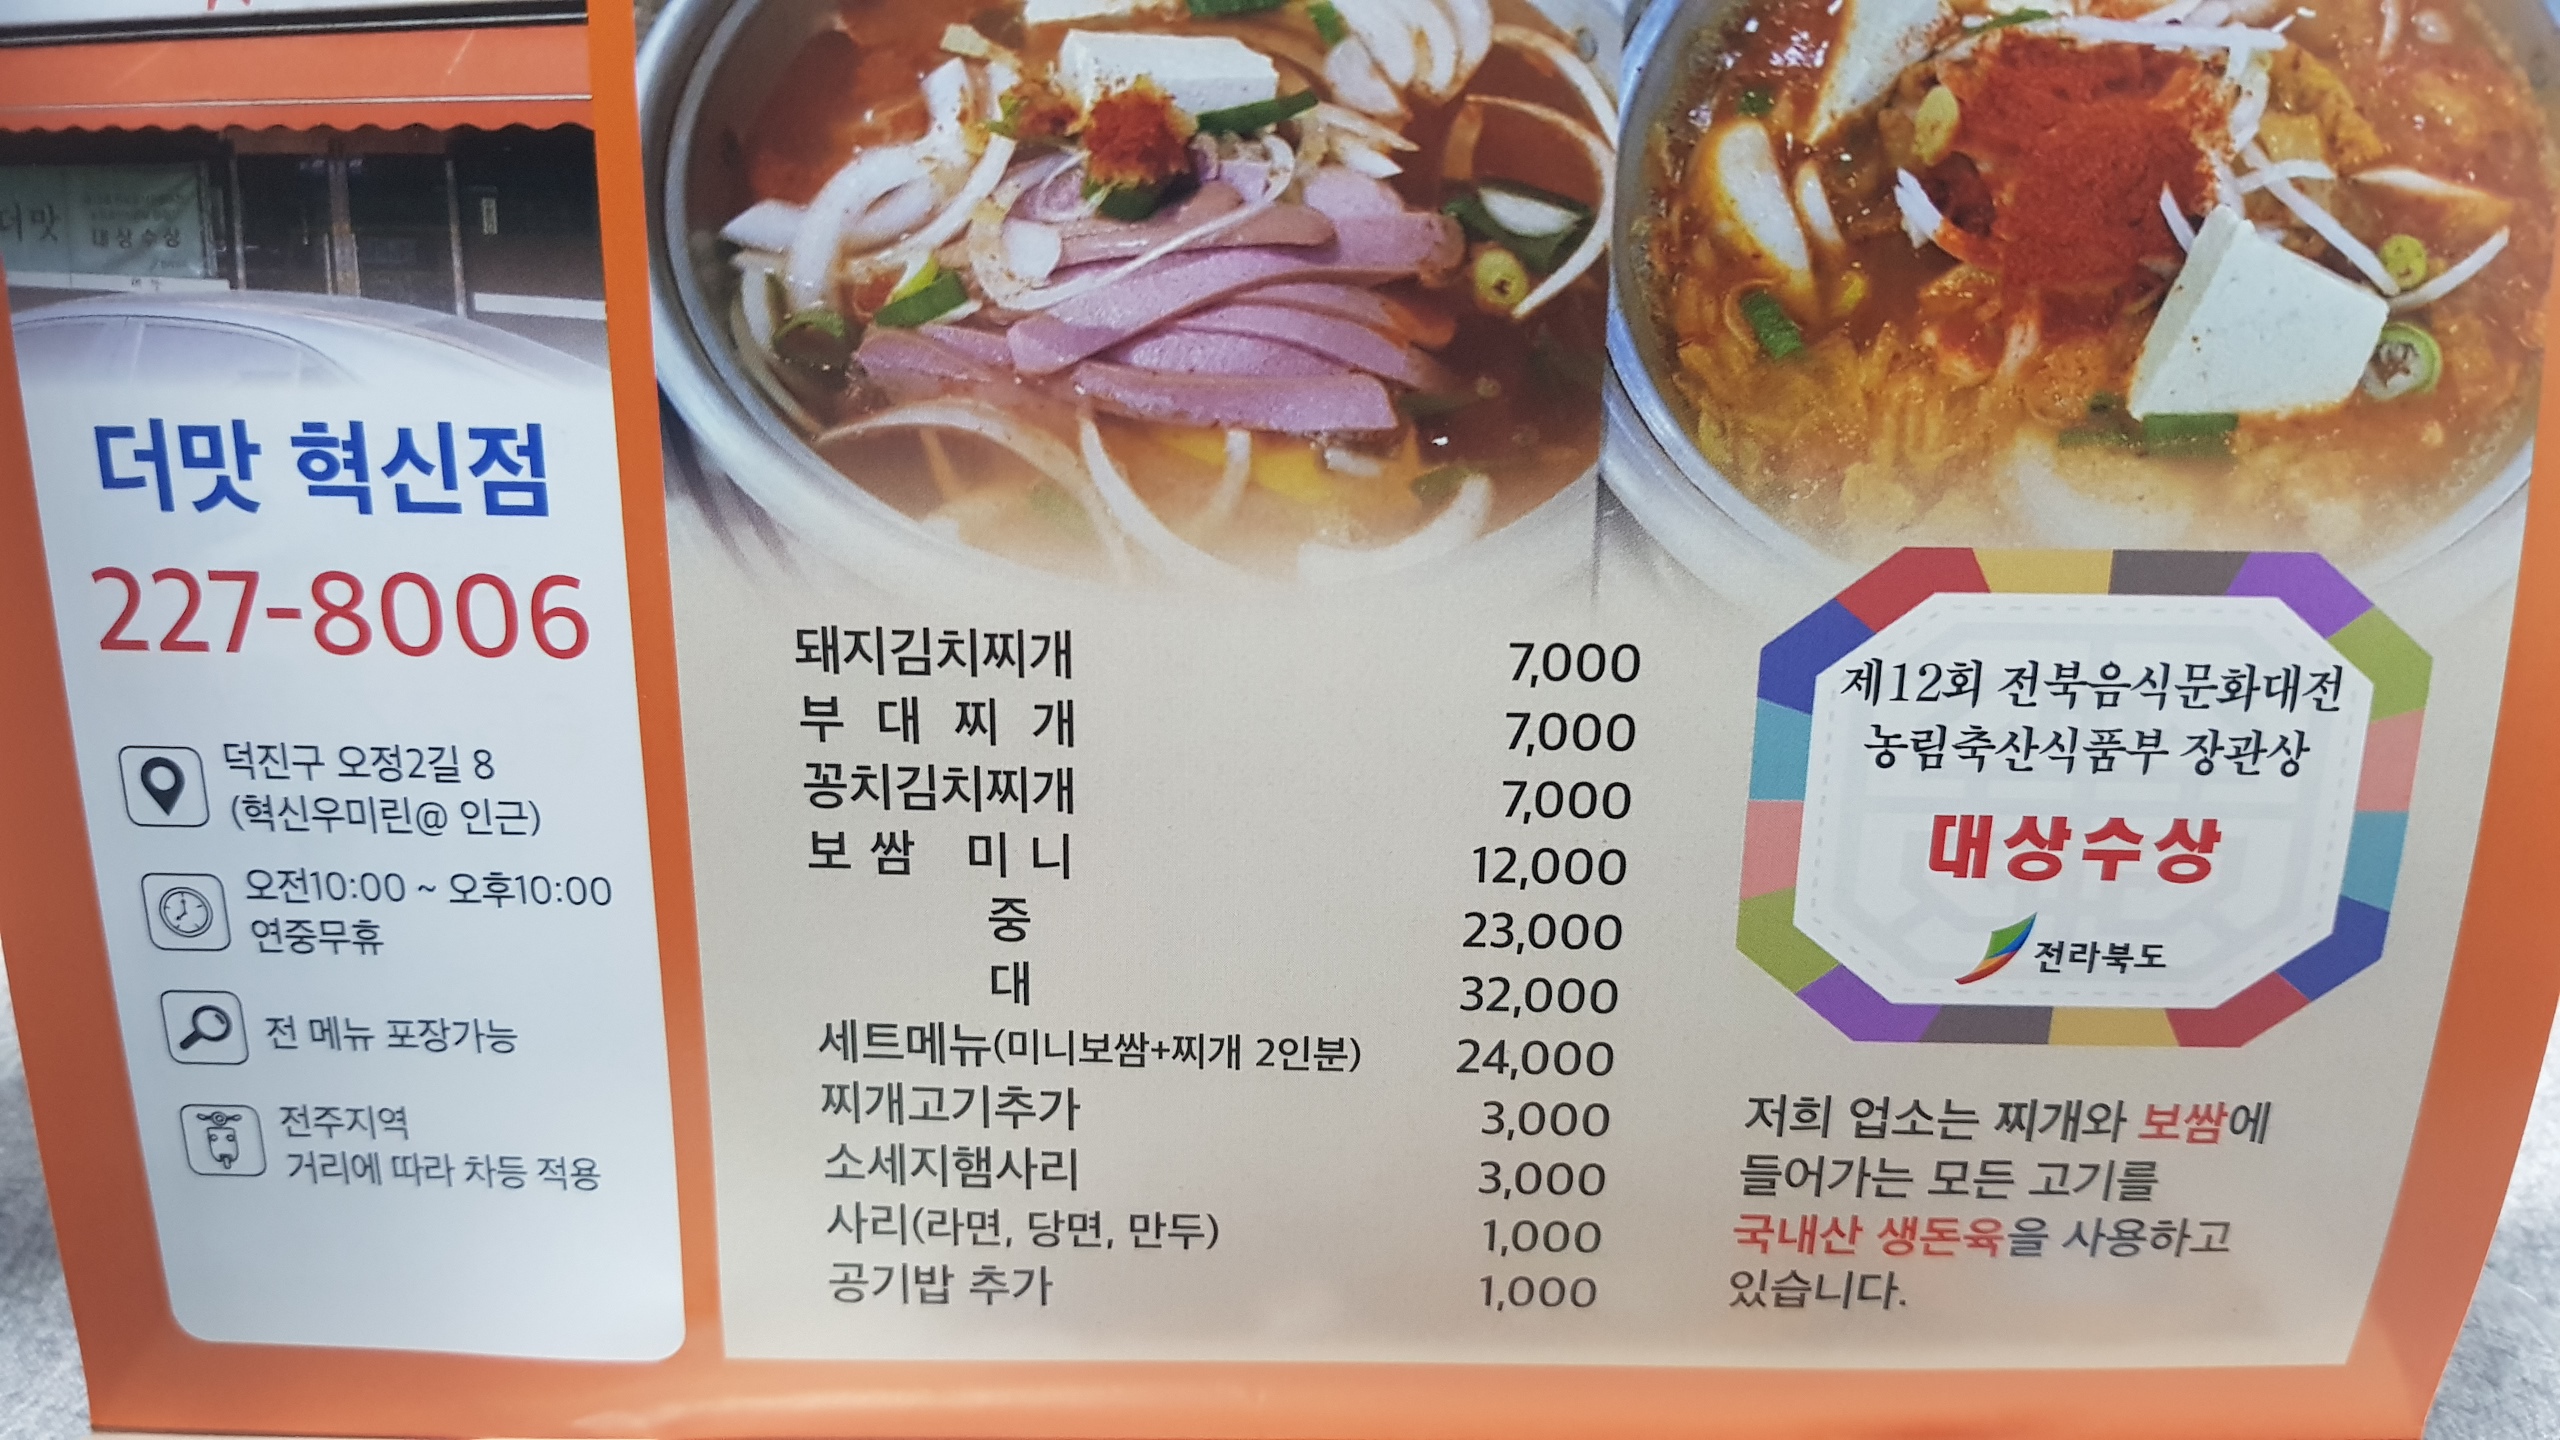 더맛
대상수상
더맛 혁신점
227-8006
덕진구 오정2길 8
(혁신우미린@ 인근)
오전10:00 ~ 오후10:00
연중무휴
전 메뉴 포장가능
전주지역
거리에 따라 차등 적용
돼지김치찌개 7,000
부 대 찌 개 7,000
꽁치김치찌개 7,000
보 쌈 미 니 12,000
중 23,000
대 32,000
세트메뉴(미니보쌈+찌개 2인분) 24,000
찌개고기추가 3,000
소세지햄사리 3,000
사리(라면, 당면, 만두) 1,000
공기밥 추가 1,000
제12회 전북음식문화대전
농림축산식품부 장관상
대상수상
전라북도
저희 업소는 찌개와 보쌈에
들어가는 모든 고기를
국내산 생돈육을 사용하고
있습니다.